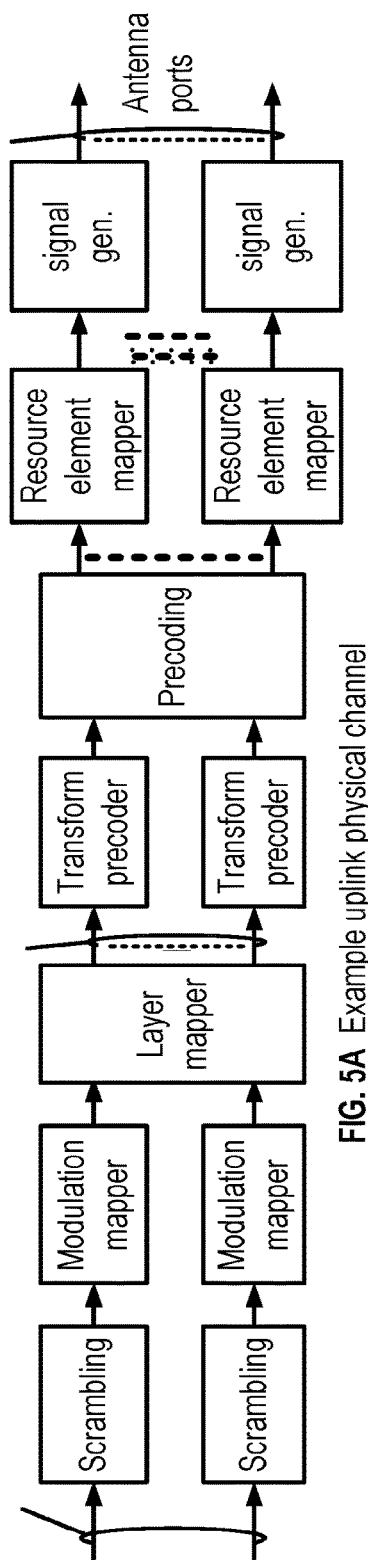 Scrambling
Modulation
mapper
Layer
mapper
Transform
precoder
Precoding
Resource
element
mapper
signal
gen.
Antenna
ports
Scrambling
Modulation
mapper
Transform
precoder
Resource
element
mapper
signal
gen.
FIG. 5A Example uplink physical channel